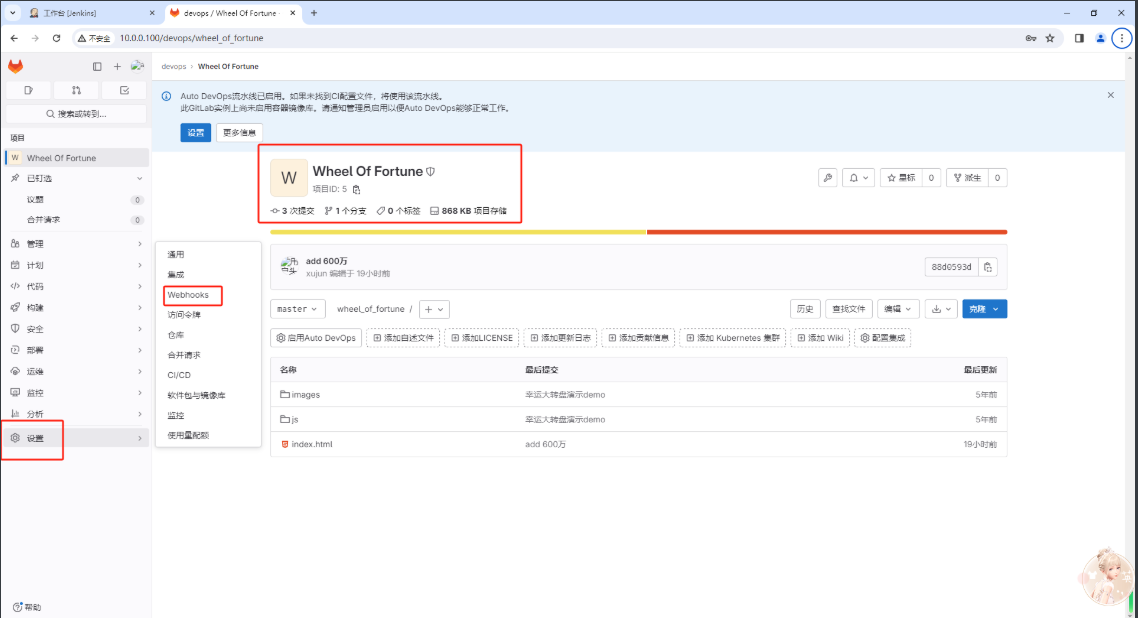 工作台 [Jenkins]
devops / Wheel Of Fortune
不安全
10.0.0.100/devops/wheel_of_fortune
devops › Wheel Of Fortune
搜索或转到...
项目
W Wheel Of Fortune
已钉选
议题 0
合并请求 0
管理
计划
代码
构建
安全
部署
运维
监控
分析
设置
帮助
Auto DevOps流水线已启用。如果未找到CI配置文件，将使用该流水线。
此GitLab实例上尚未启用容器镜像库。请通知管理员启用以便Auto DevOps能够正常工作。
设置 更多信息
W
Wheel Of Fortune
项目ID: 5
3 次提交 1 个分支 0 个标签 868 KB 项目存储
星标 0 派生 0
通用
集成
Webhooks
访问令牌
仓库
合并请求
CI/CD
软件包与镜像库
监控
使用量配额
add 600万
xujun 编辑于 19小时前
88d0593d
master wheel_of_fortune / +
历史 查找文件 编辑 克隆
启用Auto DevOps 添加自述文件 添加LICENSE 添加更新日志 添加贡献信息 添加 Kubernetes 集群 添加 Wiki 配置集成
名称 最后提交 最后更新
images 幸运大转盘演示demo 5年前
js 幸运大转盘演示demo 5年前
index.html add 600万 19小时前